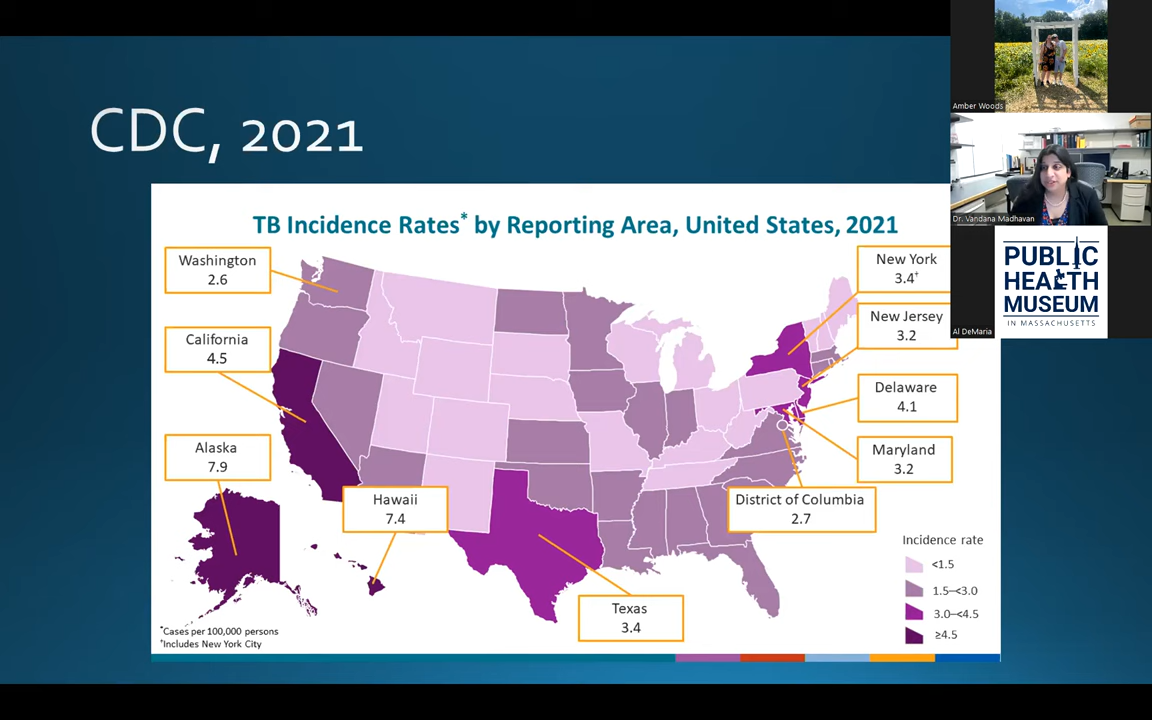 CDC, 2021
TB Incidence Rates* by Reporting Area, United States, 2021
Washington
2.6
California
4.5
Alaska
7.9
Hawaii
7.4
Texas
3.4
New York
3.4†
New Jersey
3.2
Delaware
4.1
Maryland
3.2
District of Columbia
2.7
Incidence rate
<1.5
1.5–<3.0
3.0–<4.5
≥4.5
*Cases per 100,000 persons
†Includes New York City
Amber Woods
Dr. Vandana Madhavan
PUBLIC
HEALTH
MUSEUM
IN MASSACHUSETTS
Al DeMaria